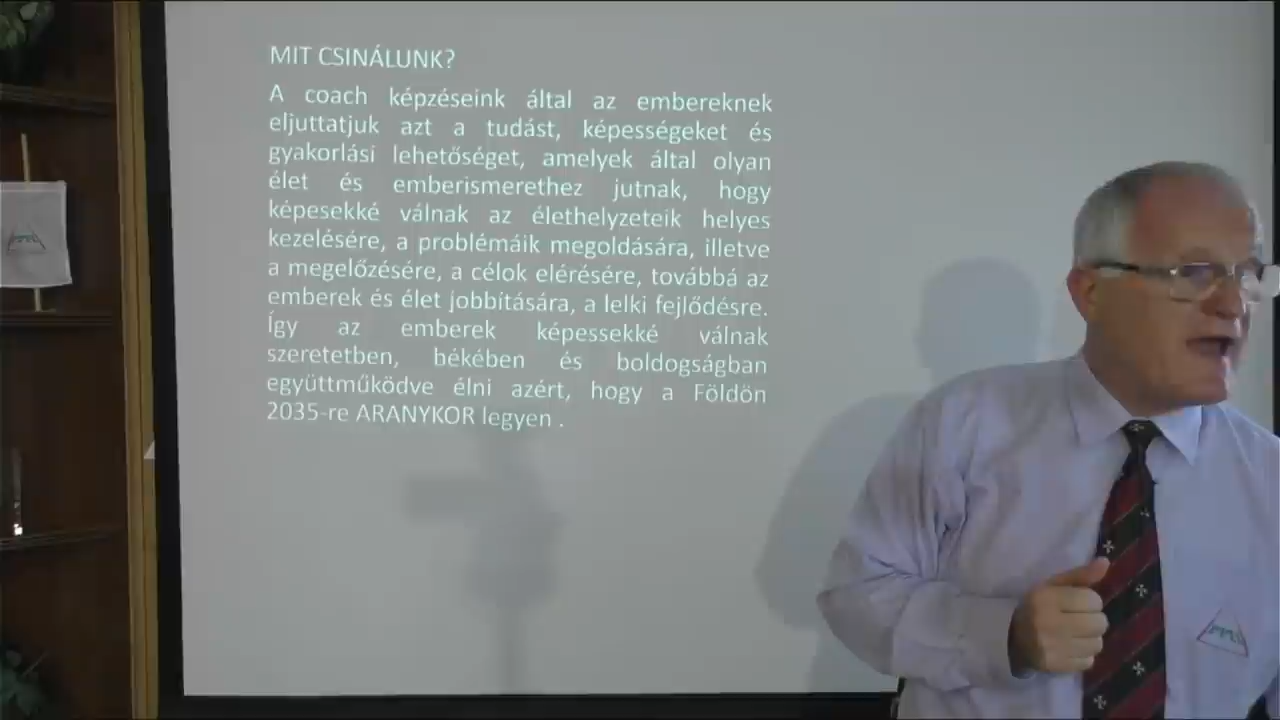 MIT CSINÁLUNK?
A coach képzéseink által az embereknek
eljuttatjuk azt a tudást, képességeket és
gyakorlási lehetőséget, amelyek által olyan
élet és emberismerethez jutnak, hogy
képesekké válnak az élethelyzeteik helyes
kezelésére, a problémáik megoldására, illetve
a megelőzésére, a célok elérésére, továbbá az
emberek és élet jobbítására, a lelki fejlődésre.
Így az emberek képessekké válnak
szeretetben, békében és boldogságban
együttműködve élni azért, hogy a Földön
2035-re ARANYKOR legyen .